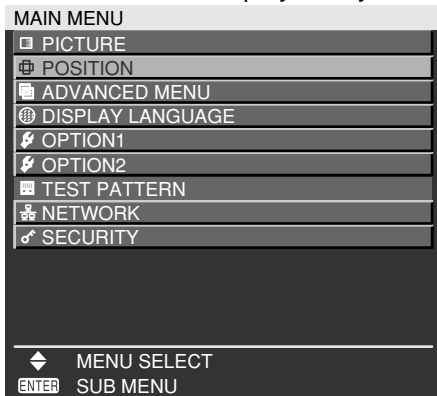 MAIN MENU
PICTURE
POSITION
ADVANCED MENU
DISPLAY LANGUAGE
OPTION1
OPTION2
TEST PATTERN
NETWORK
SECURITY
MENU SELECT
ENTER SUB MENU